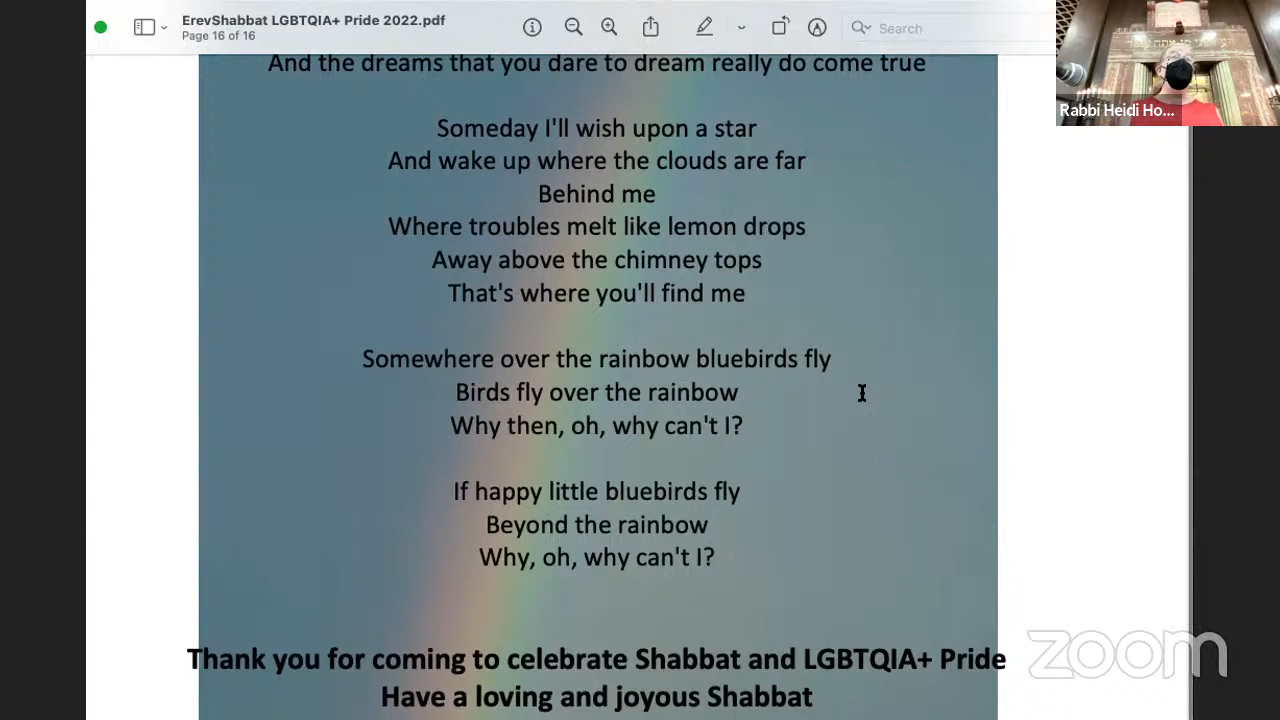 ErevShabbat LGBTQIA+ Pride 2022.pdf
Page 16 of 16
Search
And the dreams that you dare to dream really do come true
Someday I'll wish upon a star
And wake up where the clouds are far
Behind me
Where troubles melt like lemon drops
Away above the chimney tops
That's where you'll find me
Somewhere over the rainbow bluebirds fly
Birds fly over the rainbow
Why then, oh, why can't I?
If happy little bluebirds fly
Beyond the rainbow
Why, oh, why can't I?
Thank you for coming to celebrate Shabbat and LGBTQIA+ Pride
Have a loving and joyous Shabbat
Rabbi Heidi Ho...
zoom